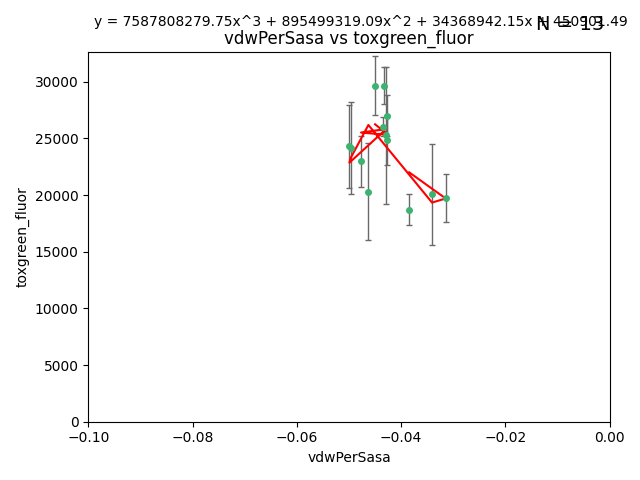 y = 7587808279.75x^3 + 895499319.09x^2 + 34368942.15x + 450901.49
N = 13
vdwPerSasa vs toxgreen_fluor
30000
25000
20000
15000
10000
5000
0
toxgreen_fluor
−0.10
−0.08
−0.06
−0.04
−0.02
0.00
vdwPerSasa